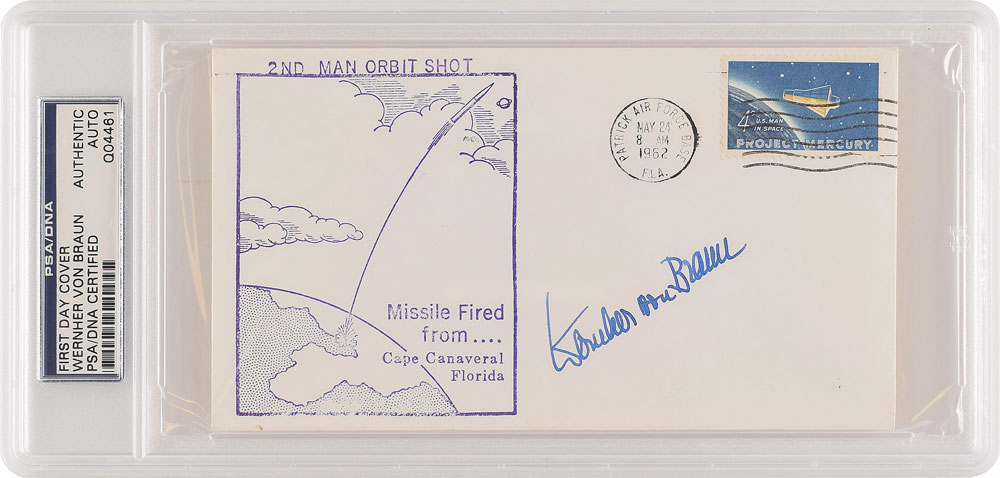 PSA/DNA
FIRST DAY COVER
WERNHER VON BRAUN
PSA/DNA CERTIFIED
AUTHENTIC
AUTO
Q04461
2ND MAN ORBIT SHOT
Missile Fired
from ....
Cape Canaveral
Florida
PATRICK AIR FORCE BASE
MAY 24
8 AM
1962
FLA.
4c U.S. MAN
IN SPACE
PROJECT MERCURY
Wernher von Braun